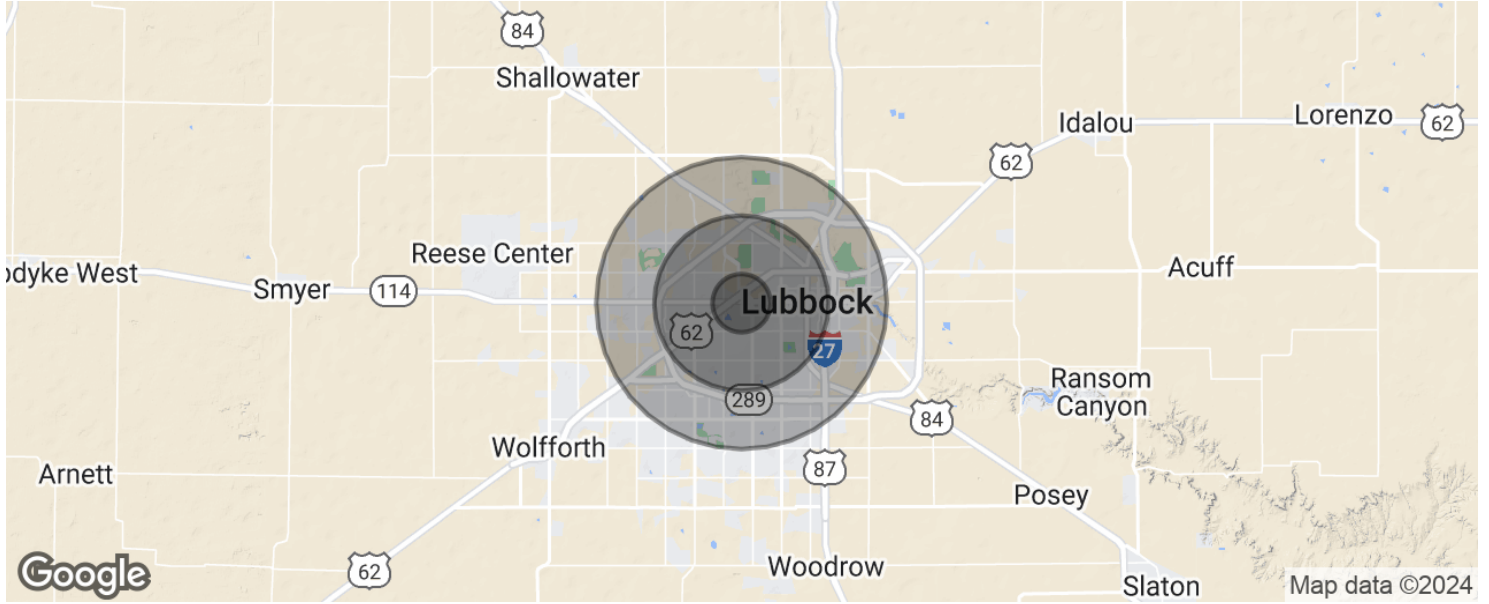 84
Shallowater
Lorenzo
62
Idalou
62
Reese Center
Acuff
odyke West
Smyer
114
Lubbock
62
27
Ransom
Canyon
289
84
Wolfforth
87
Arnett
Posey
Woodrow
62
Slaton
Google
Map data ©2024